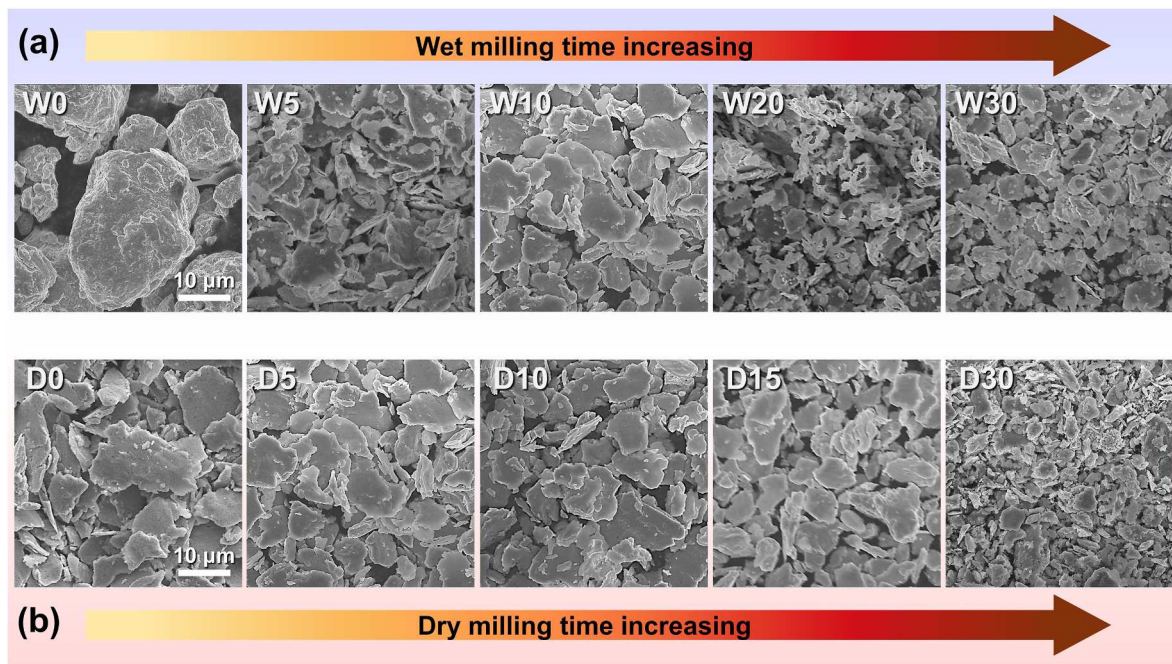 (a)
Wet milling time increasing
W0
W5
W10
W20
W30
10 µm
D0
D5
D10
D15
D30
10 µm
(b)
Dry milling time increasing